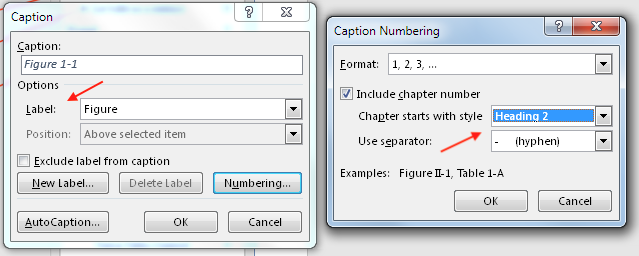 Caption
Caption:
Figure 1-1
Options
Label: Figure
Position: Above selected item
Exclude label from caption
New Label... Delete Label Numbering...
AutoCaption... OK Cancel
Caption Numbering
Format: 1, 2, 3, ...
Include chapter number
Chapter starts with style Heading 2
Use separator: - (hyphen)
Examples: Figure II-1, Table 1-A
OK Cancel